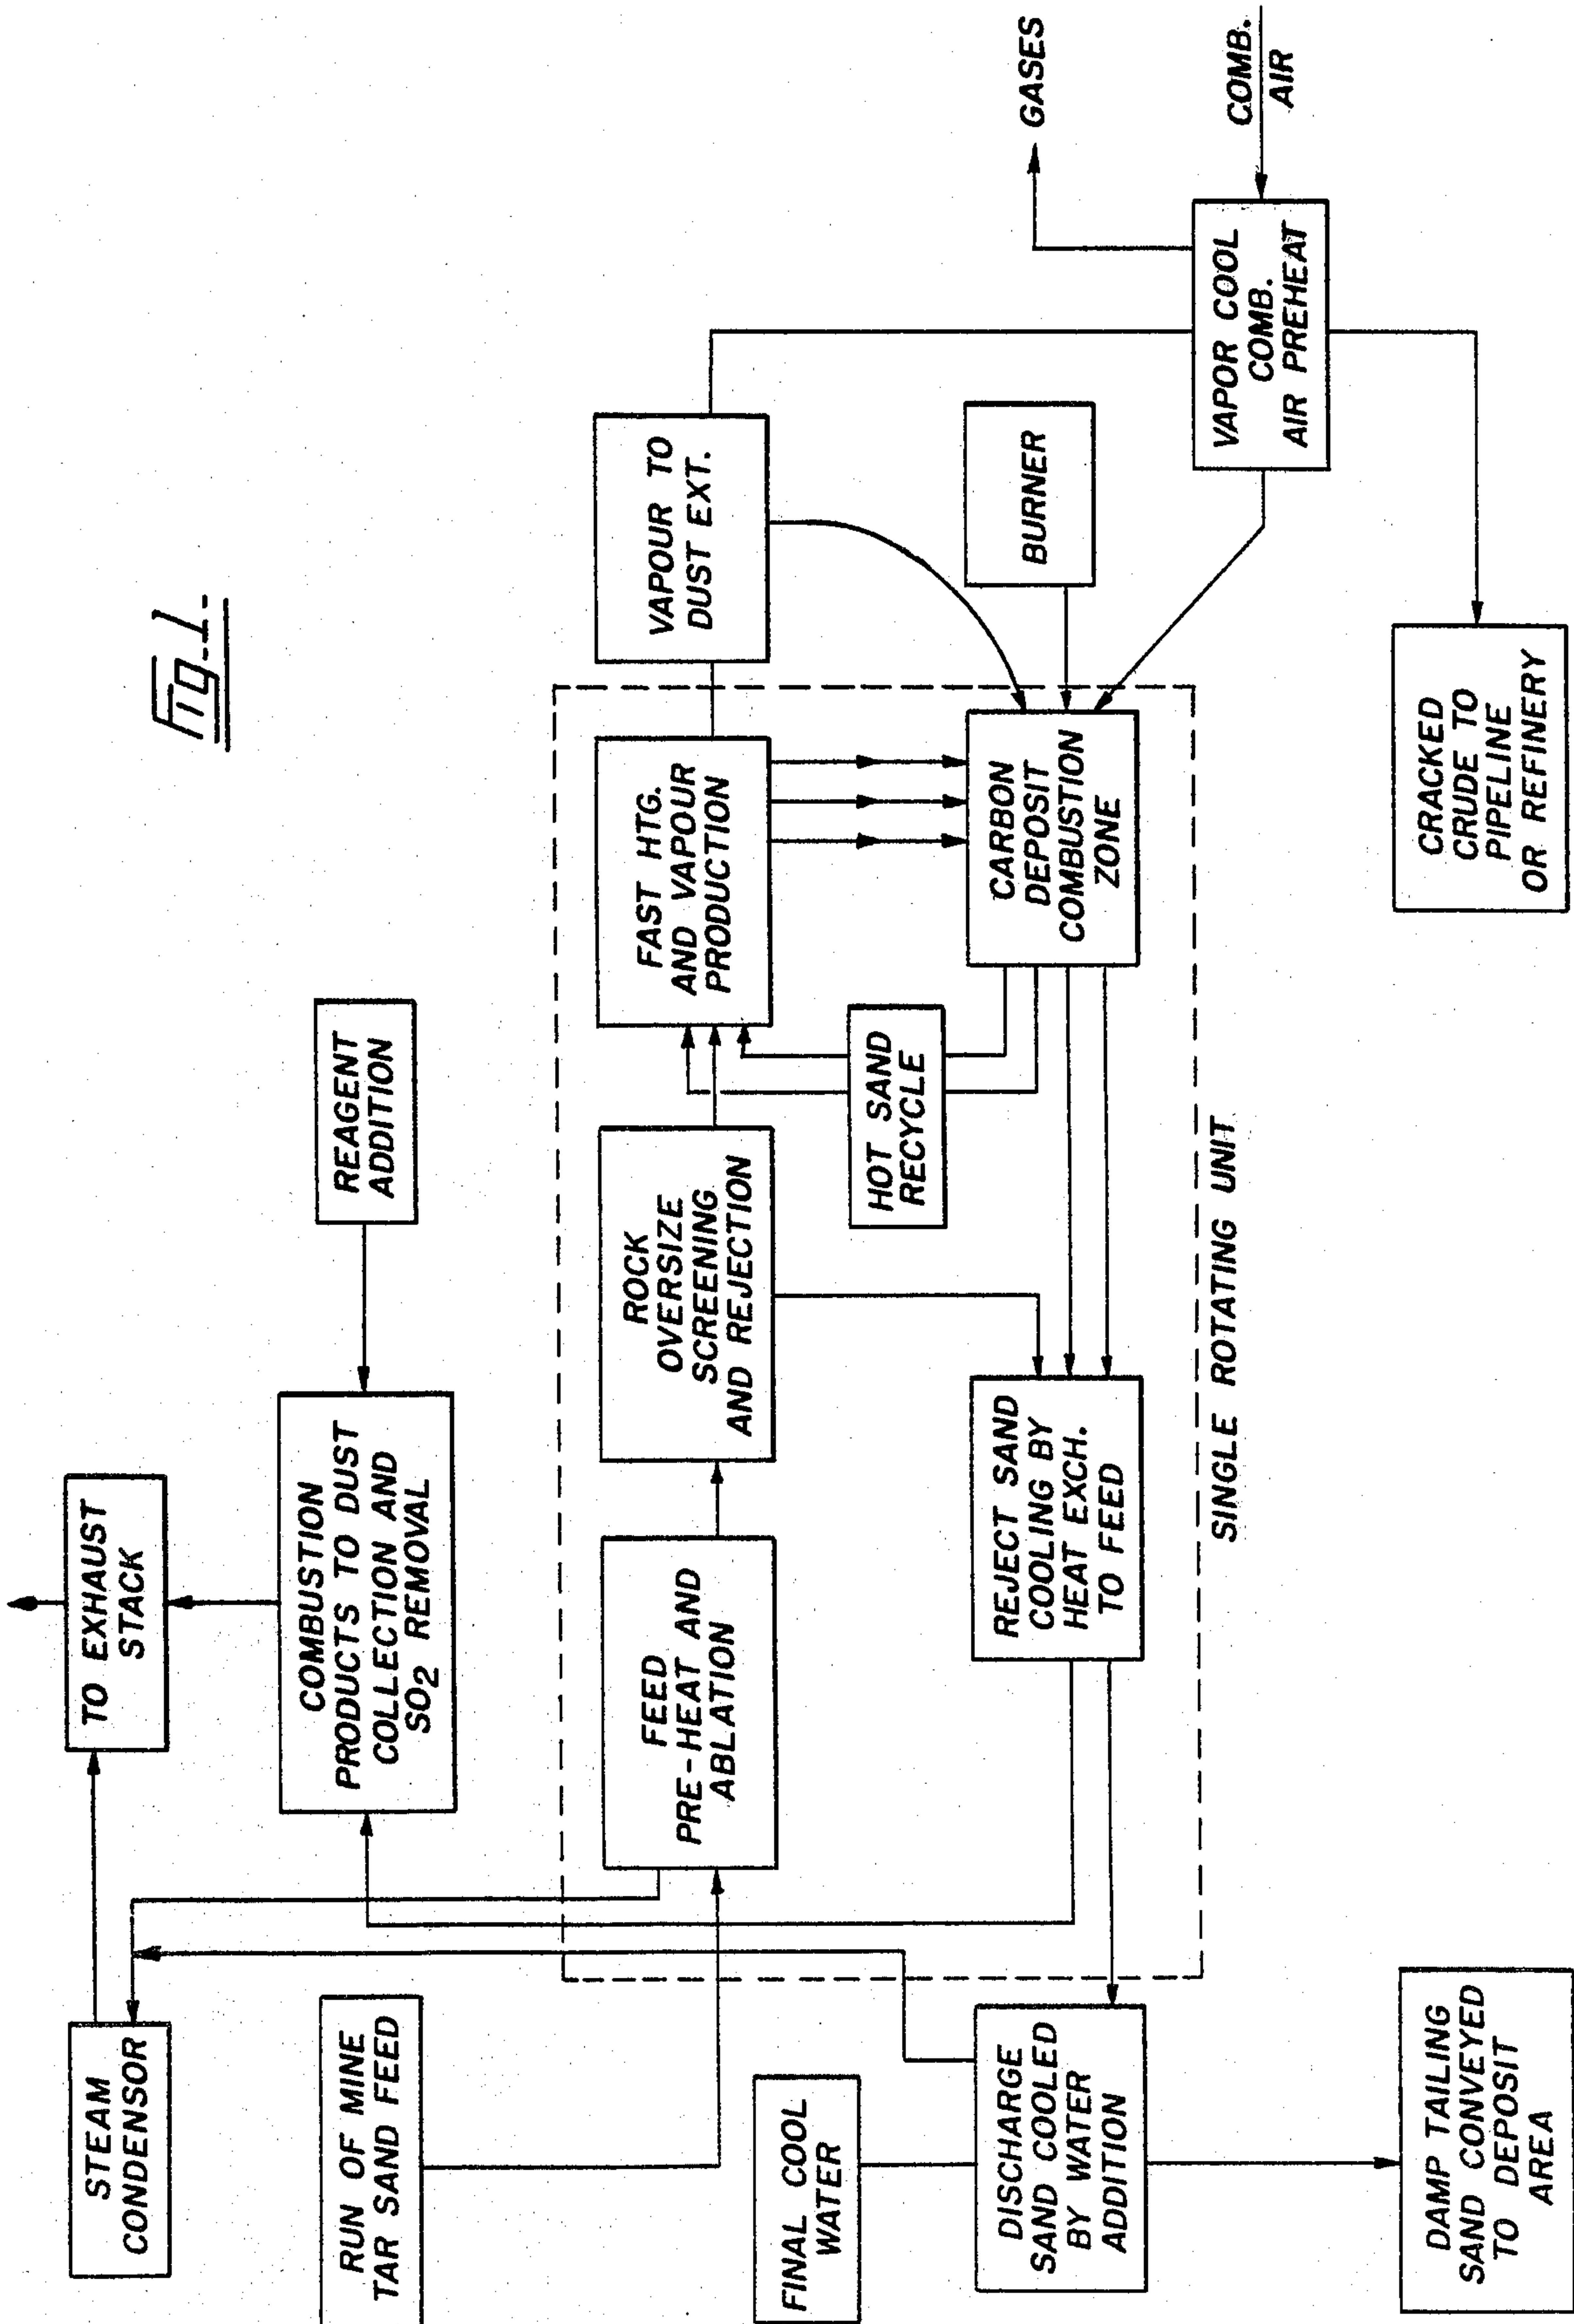 Fig-1-
STEAM
CONDENSOR
TO EXHAUST
STACK
REAGENT
ADDITION
COMBUSTION
PRODUCTS TO DUST
COLLECTION AND
SO2 REMOVAL
RUN OF MINE
TAR SAND FEED
FEED
PRE-HEAT AND
ABLATION
ROCK
OVERSIZE
SCREENING
AND REJECTION
FAST HTG.
AND VAPOUR
PRODUCTION
VAPOUR TO
DUST EXT.
HOT SAND
RECYCLE
FINAL COOL
WATER
DISCHARGE
SAND COOLED
BY WATER
ADDITION
REJECT SAND
COOLING BY
HEAT EXCH.
TO FEED
CARBON
DEPOSIT
COMBUSTION
ZONE
BURNER
GASES
SINGLE ROTATING UNIT
VAPOR COOL
COMB.
AIR PREHEAT
COMB.
AIR
DAMP TAILING
SAND CONVEYED
TO DEPOSIT
AREA
CRACKED
CRUDE TO
PIPELINE
OR REFINERY